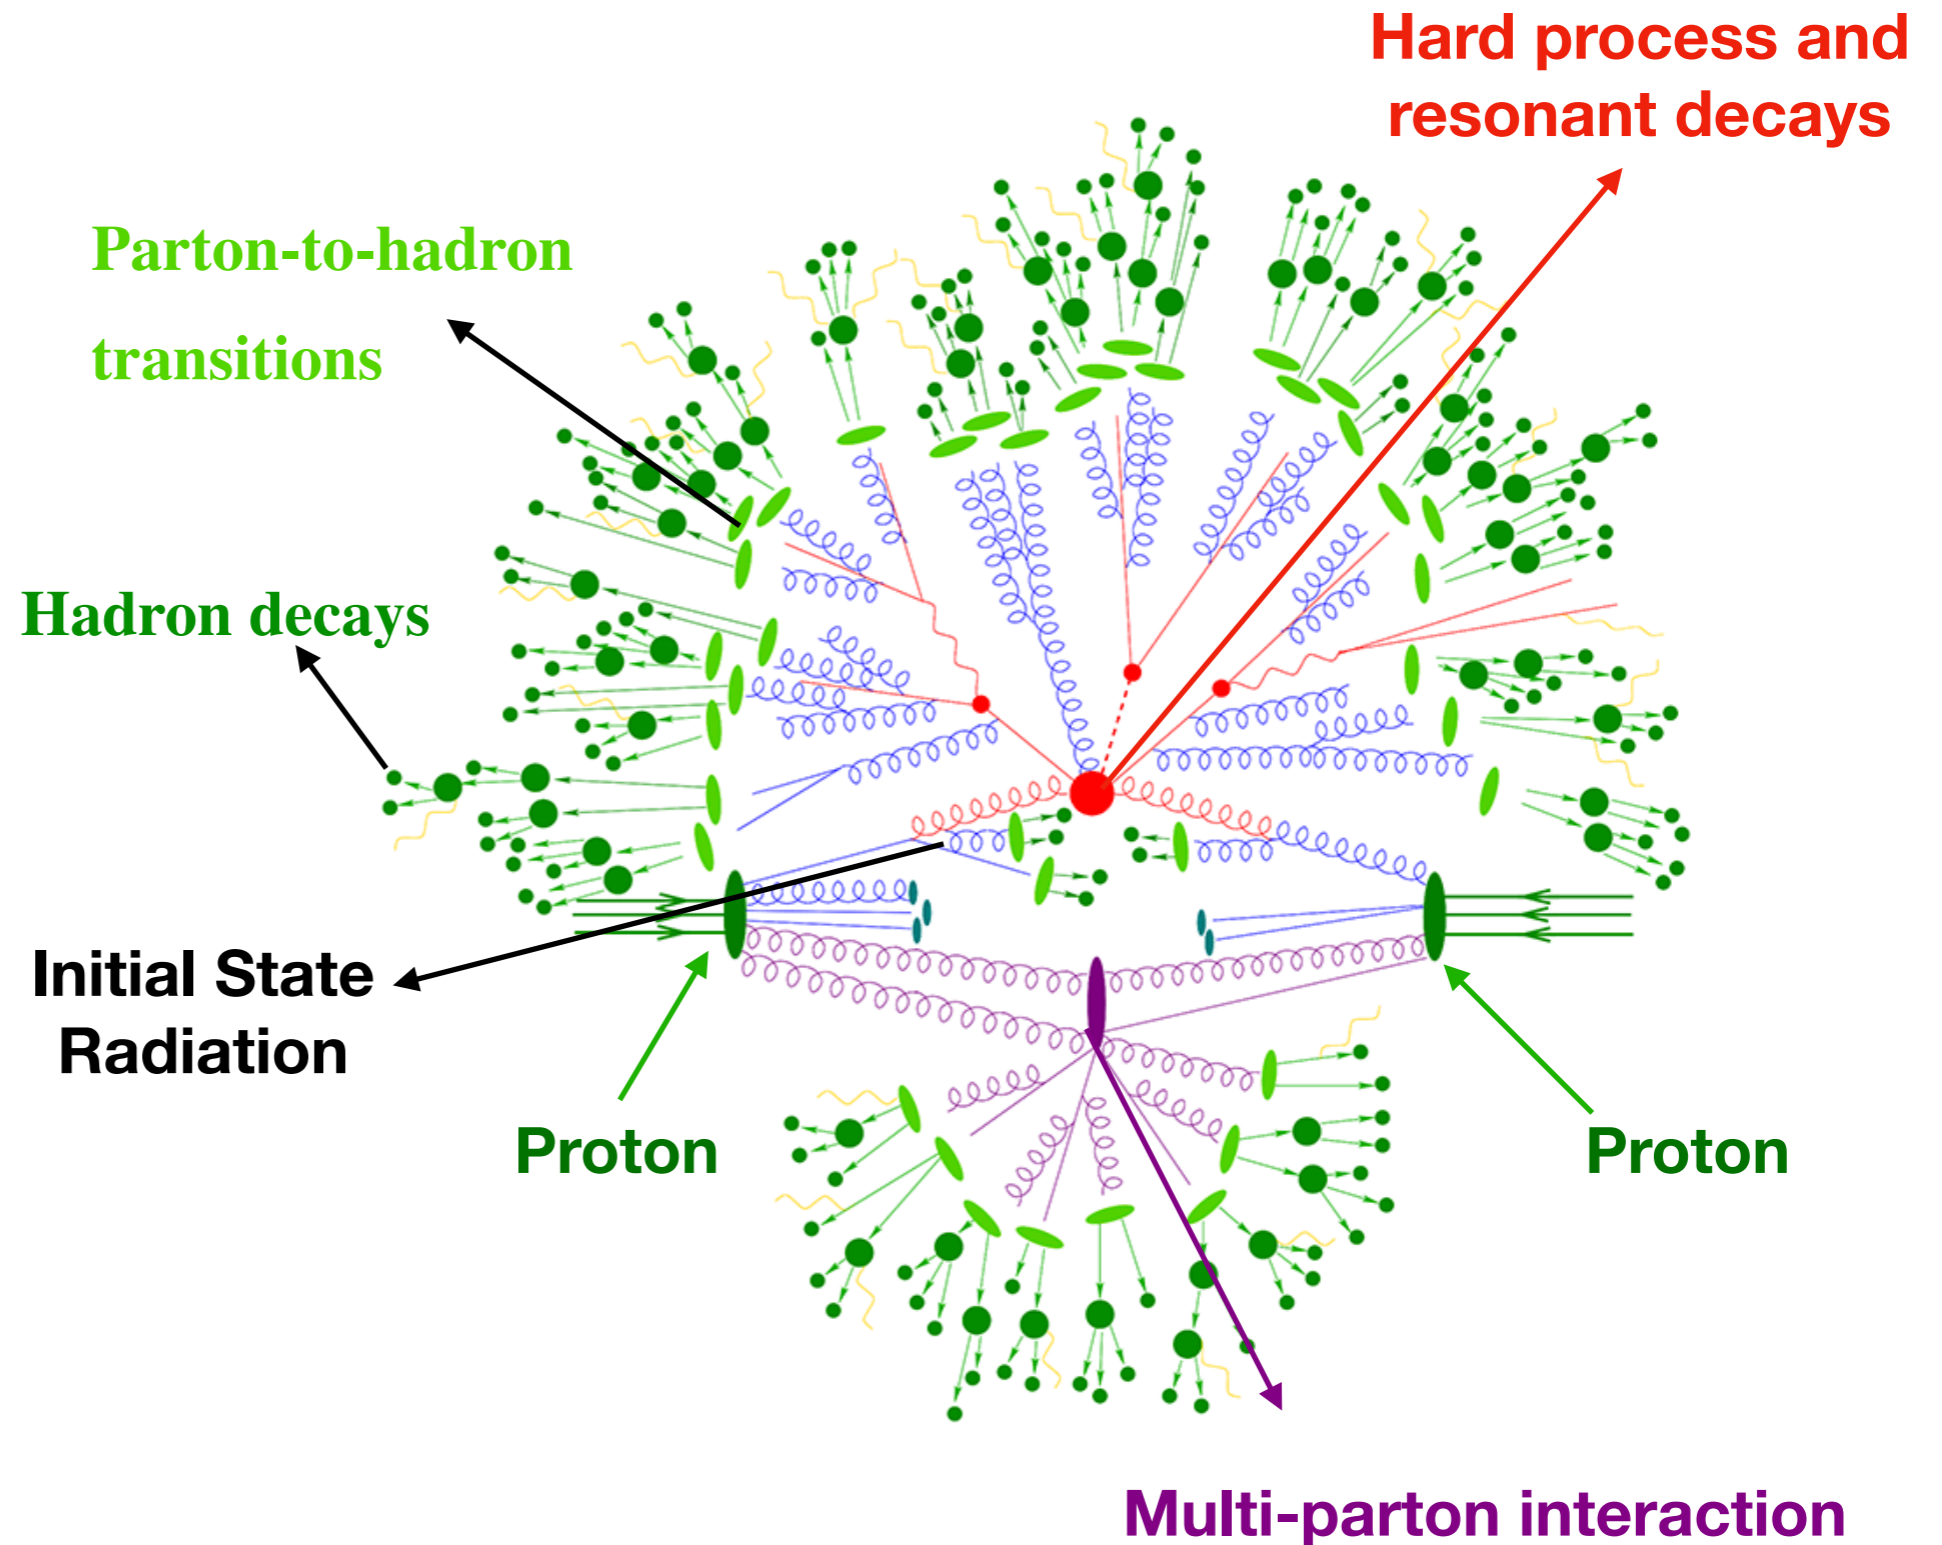 Hard process and
resonant decays
Parton-to-hadron
transitions
Hadron decays
Initial State
Radiation
Proton
Proton
Multi-parton interaction